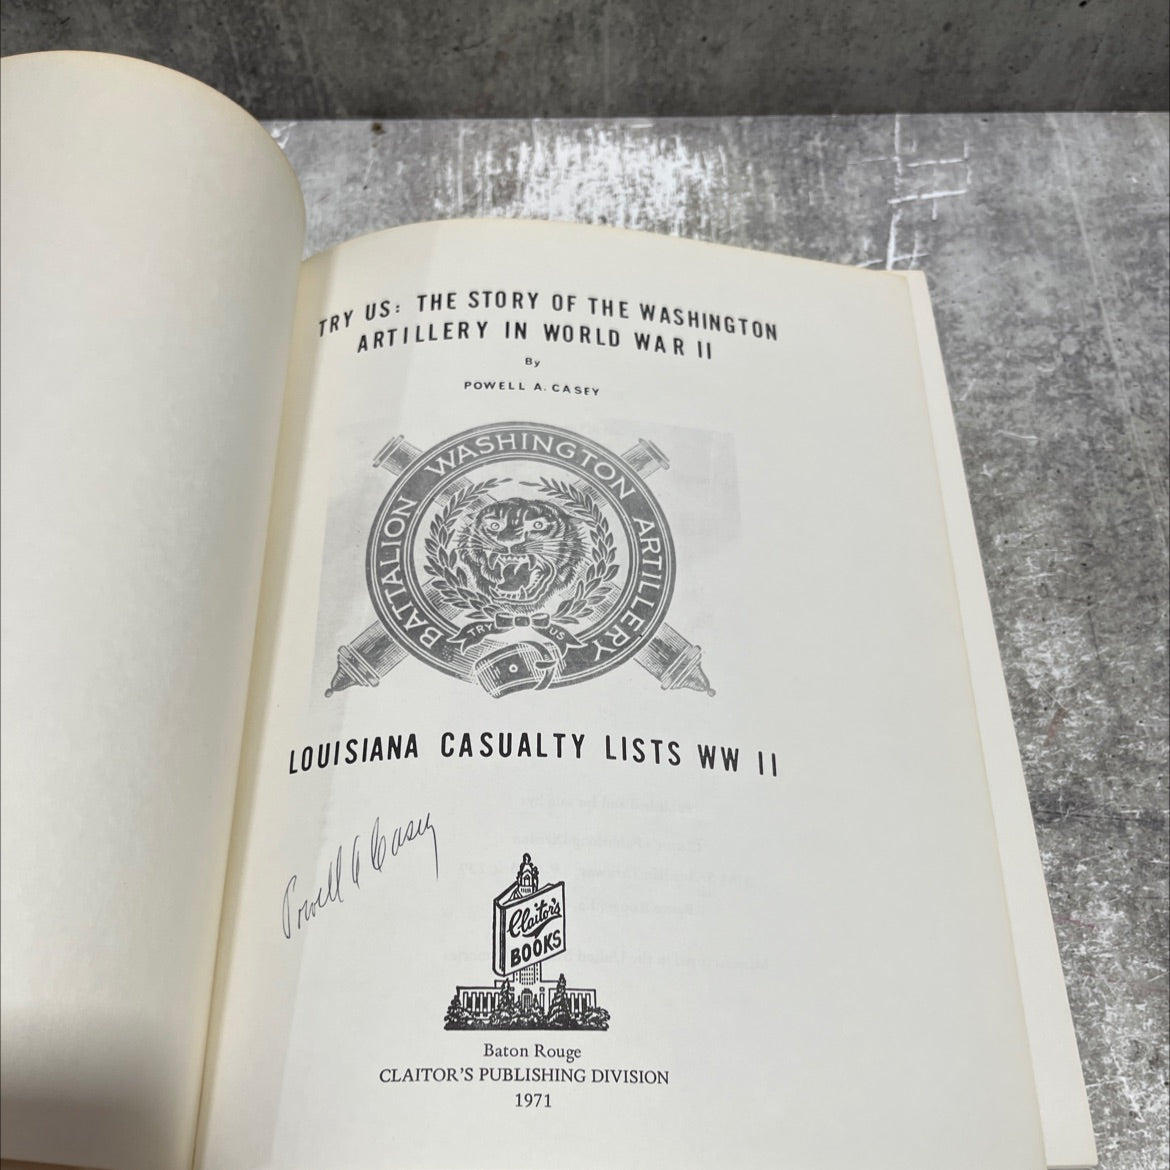 TRY US: THE STORY OF THE WASHINGTON
ARTILLERY IN WORLD WAR II
By
POWELL A. CASEY
BATTALION WASHINGTON ARTILLERY
TRY US
LOUISIANA CASUALTY LISTS WW II
Powell A Casey
Claitor's
BOOKS
Baton Rouge
CLAITOR'S PUBLISHING DIVISION
1971